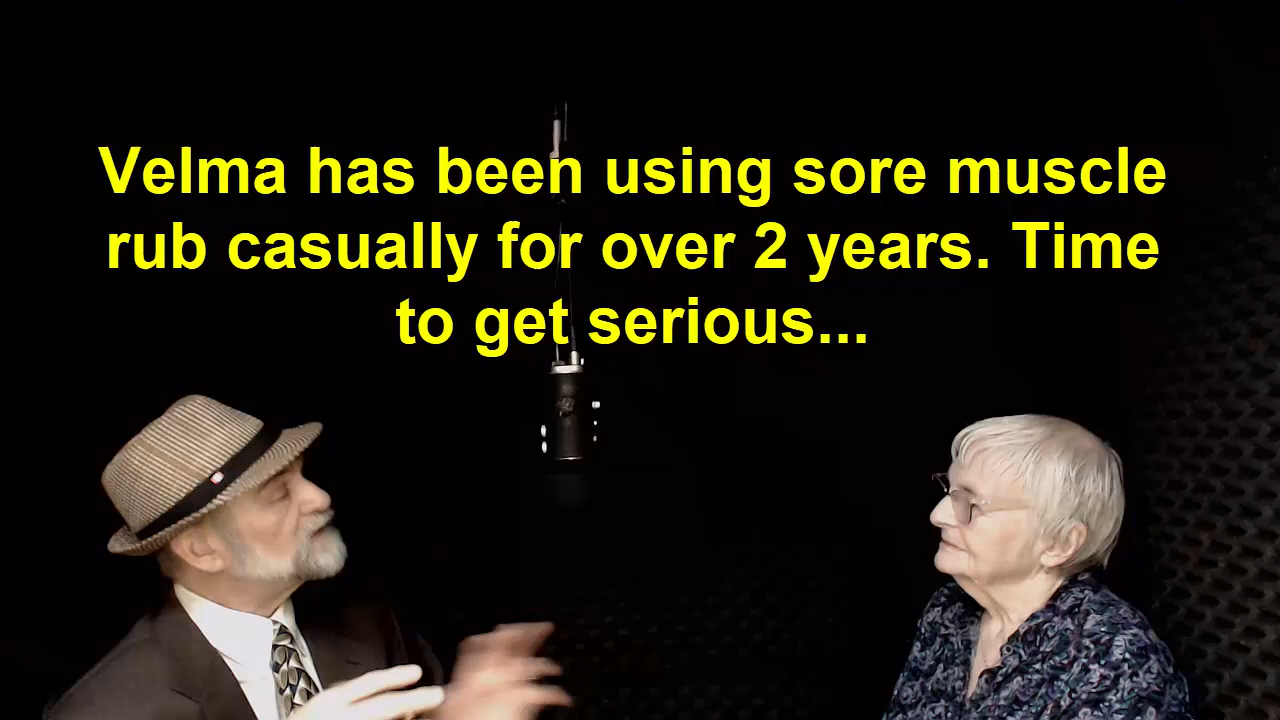 Velma has been using sore muscle
rub casually for over 2 years. Time
to get serious...